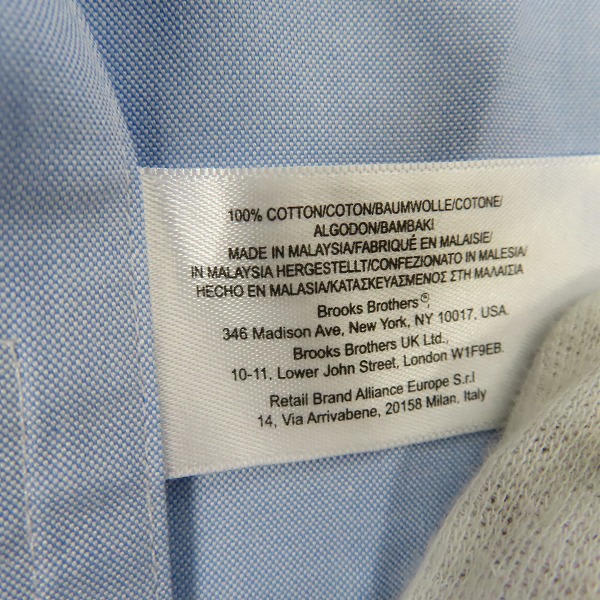 100% COTTON/COTON/BAUMWOLLE/COTONE/
ALGODON/BAMBAKI
MADE IN MALAYSIA/FABRIQUÉ EN MALAISIE/
IN MALAYSIA HERGESTELLT/CONFEZIONATO IN MALESIA/
HECHO EN MALASIA/ΚΑΤΑΣΚΕΥΑΣΜΕΝΟΣ ΣΤΗ ΜΑΛΑΙΣΙΑ
Brooks Brothers®,
346 Madison Ave, New York, NY 10017, USA.
Brooks Brothers UK Ltd.,
10-11, Lower John Street, London W1F9EB.
Retail Brand Alliance Europe S.r.l
14, Via Arrivabene, 20158 Milan, Italy